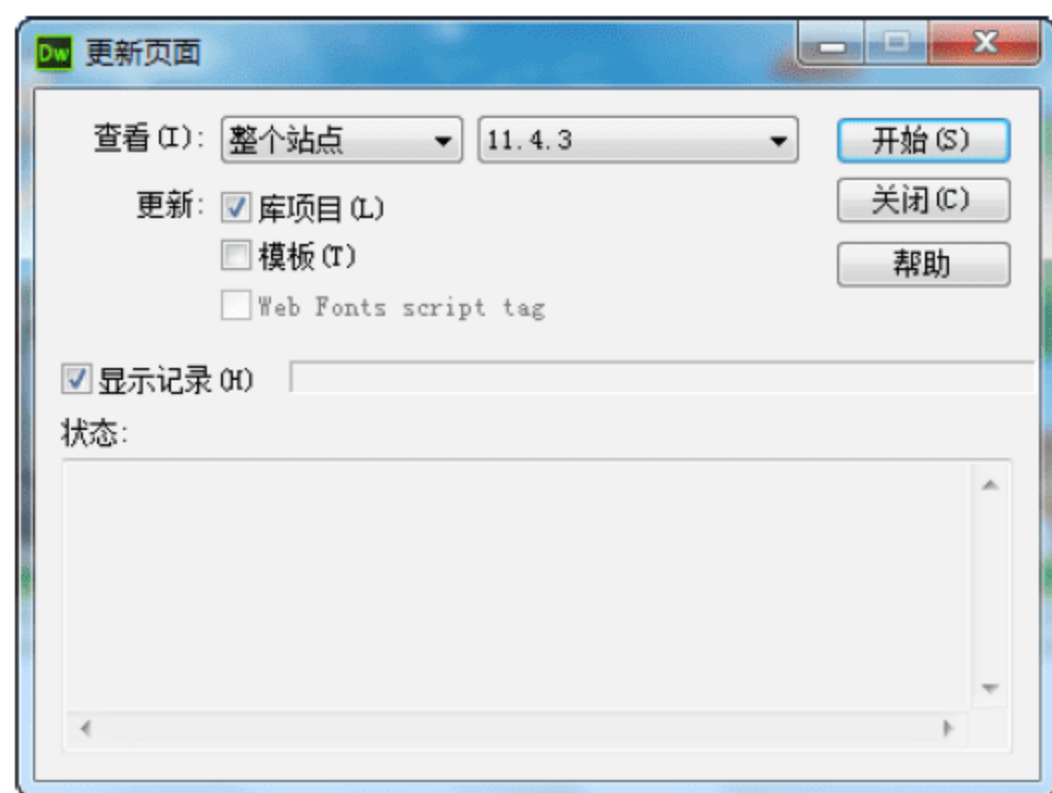 Dw 更新页面
查看(I): 整个站点 11.4.3 开始(S)
更新: 库项目(L) 关闭(C)
模板(T) 帮助
Web Fonts script tag
显示记录(H)
状态: